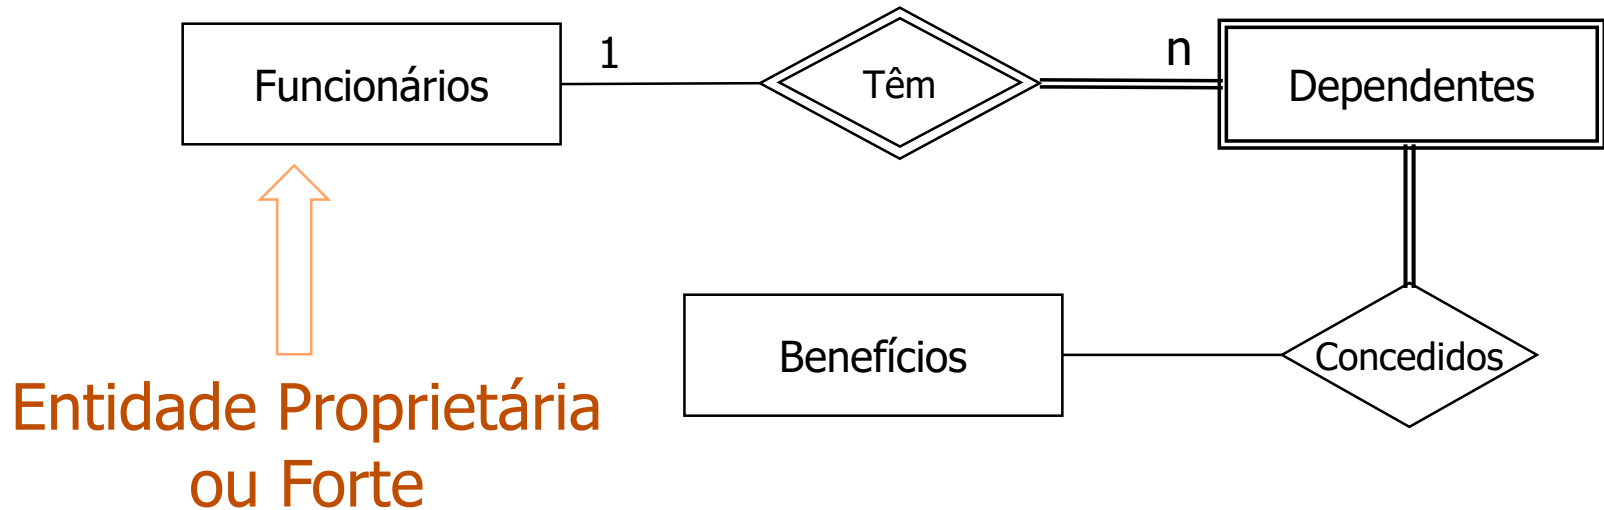 Funcionários
1
Têm
n
Dependentes
Benefícios
Concedidos
Entidade Proprietária
ou Forte